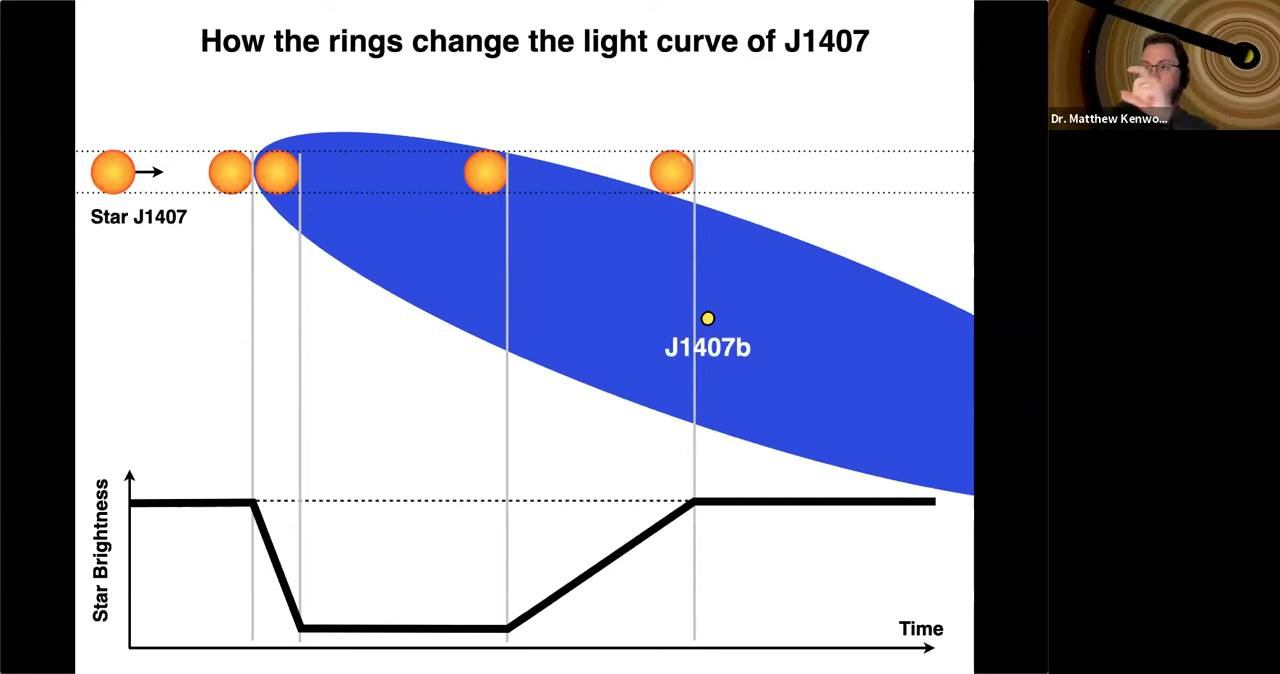 How the rings change the light curve of J1407
Dr. Matthew Kenwo...
Star J1407
J1407b
Star Brightness
Time